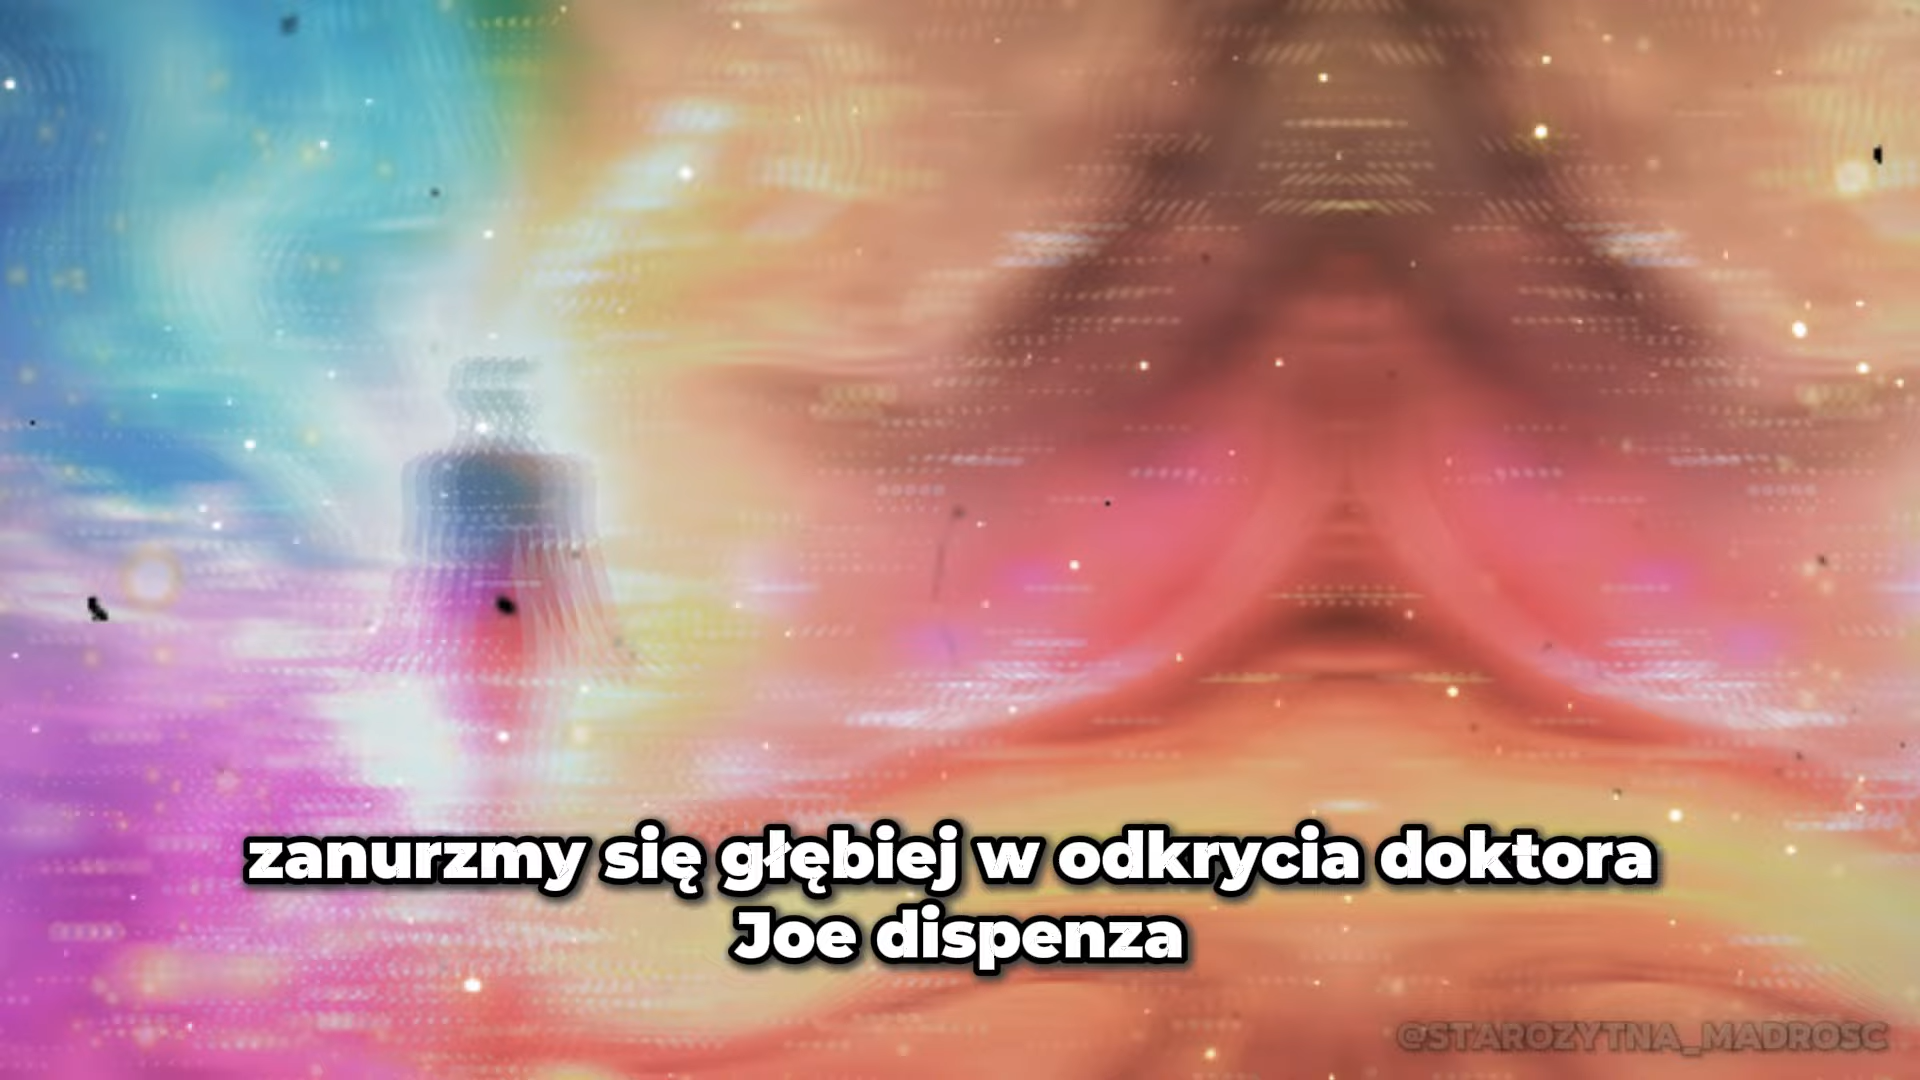 zanurzmy się głębiej w odkrycia doktora
Joe dispenza
@STAROZYTNA_MADROSC